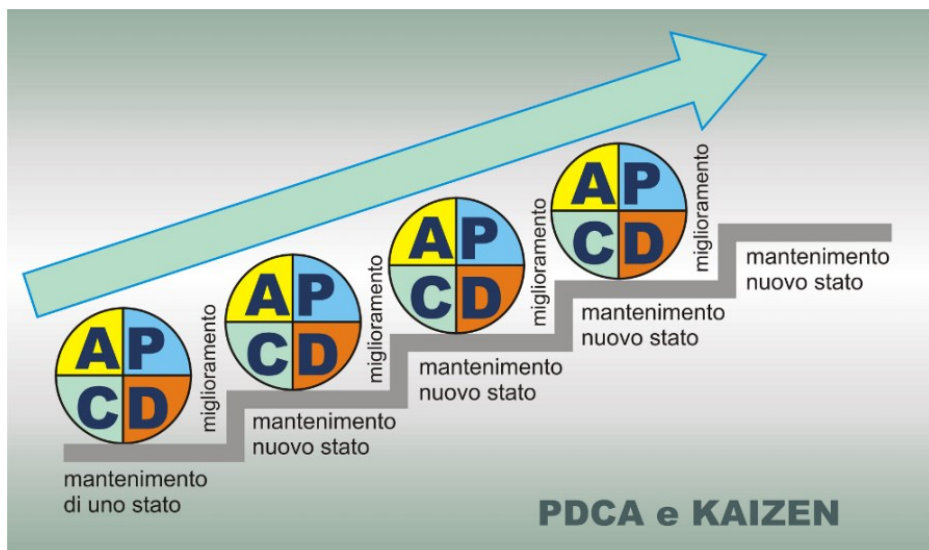 A P
C D
mantenimento
di uno stato
miglioramento
A P
C D
mantenimento
nuovo stato
miglioramento
A P
C D
mantenimento
nuovo stato
miglioramento
A P
C D
mantenimento
nuovo stato
miglioramento
mantenimento
nuovo stato
PDCA e KAIZEN